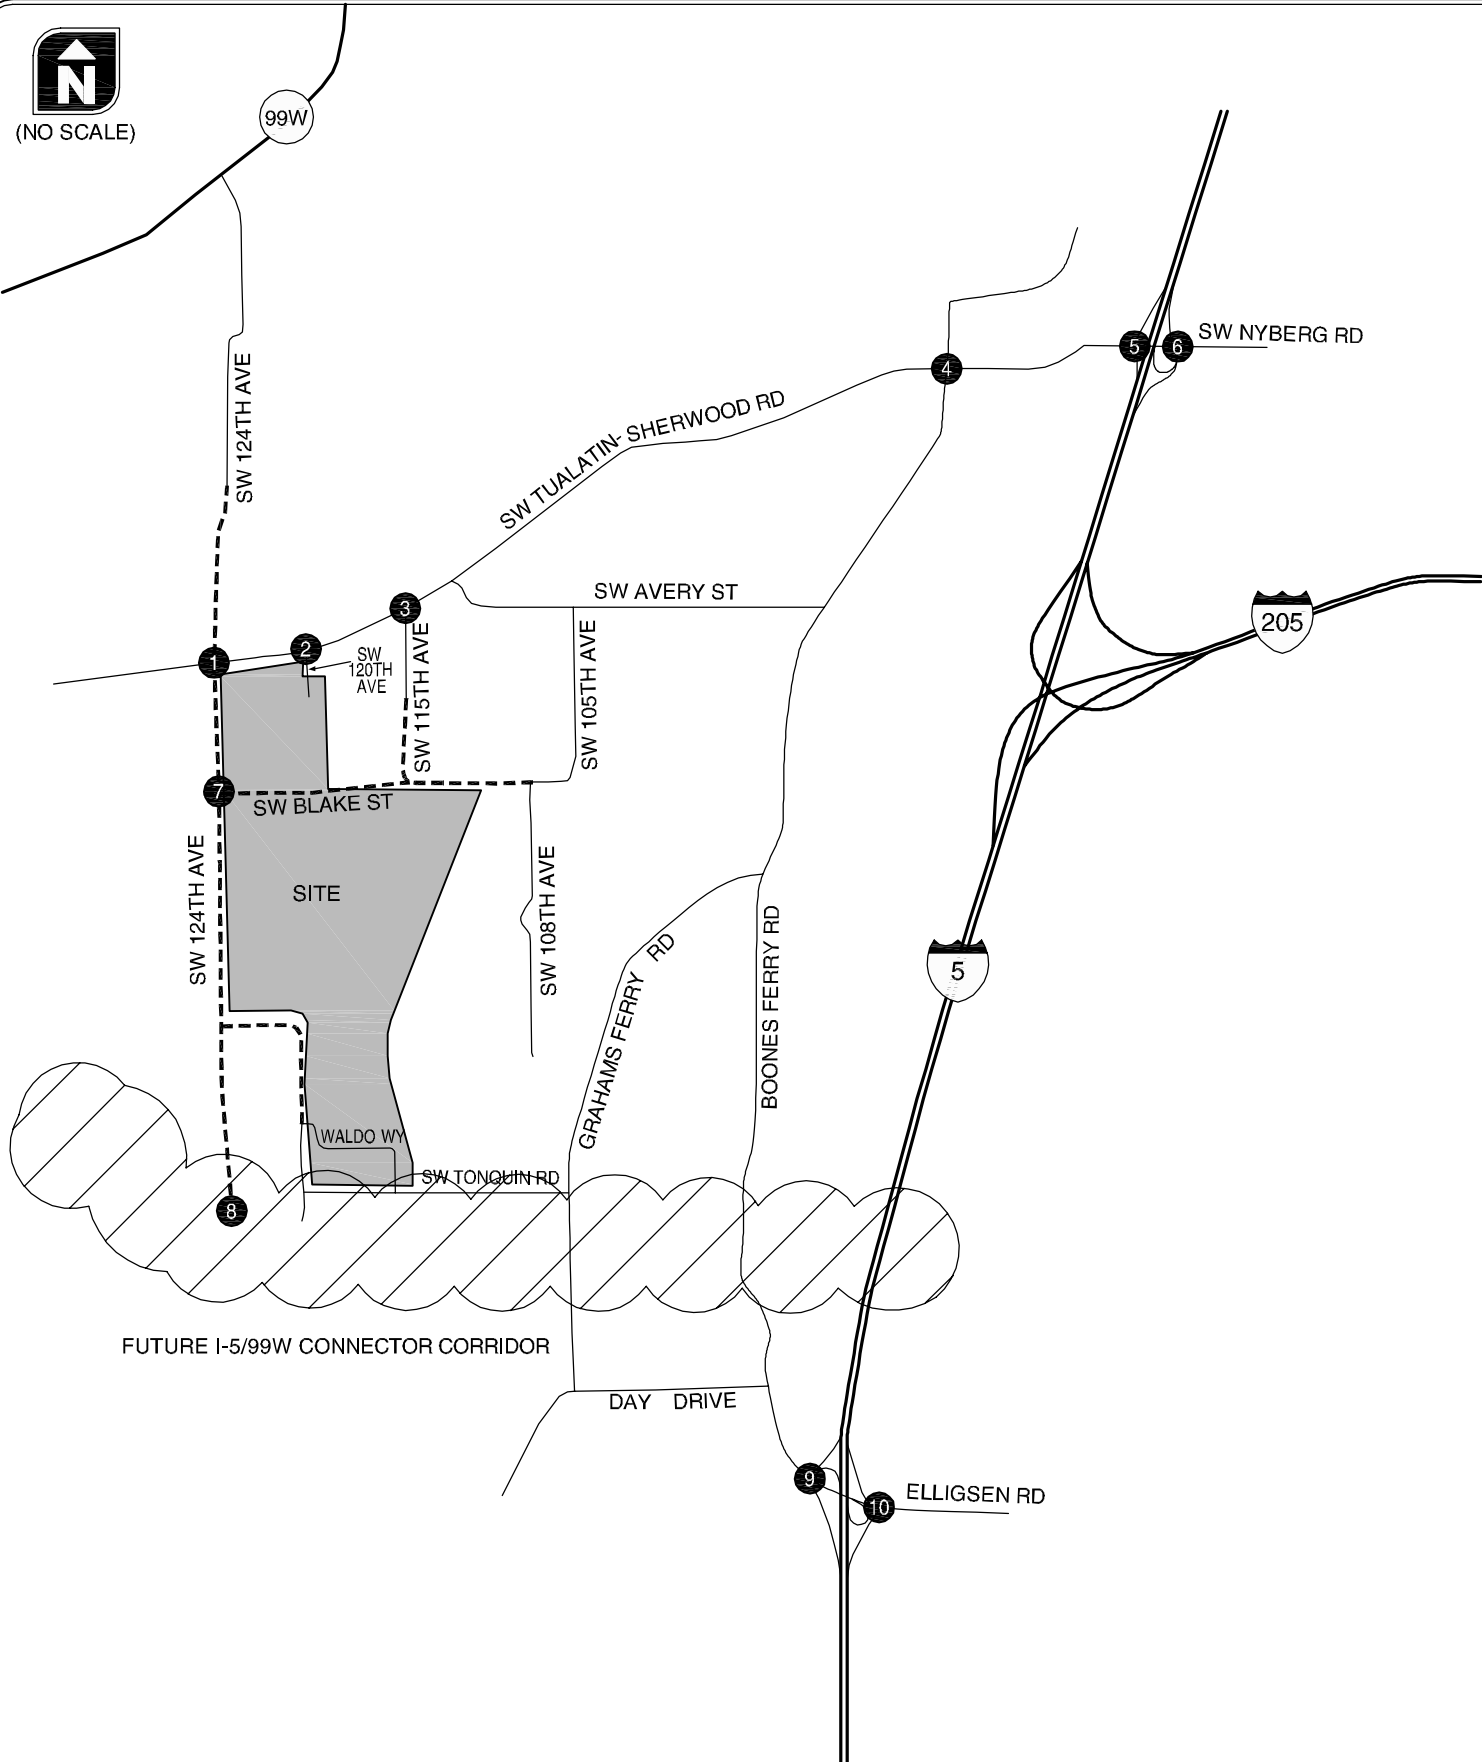 N
(NO SCALE)
99W
SW NYBERG RD
5
6
4
SW 124TH AVE
SW TUALATIN-SHERWOOD RD
SW AVERY ST
205
3
2
1
SW
120TH
AVE
SW 115TH AVE
SW 105TH AVE
7
SW BLAKE ST
SW 124TH AVE
SITE
SW 108TH AVE
GRAHAMS FERRY RD
BOONES FERRY RD
5
WALDO WY
SW TONQUIN RD
8
FUTURE I-5/99W CONNECTOR CORRIDOR
DAY DRIVE
9
10
ELLIGSEN RD